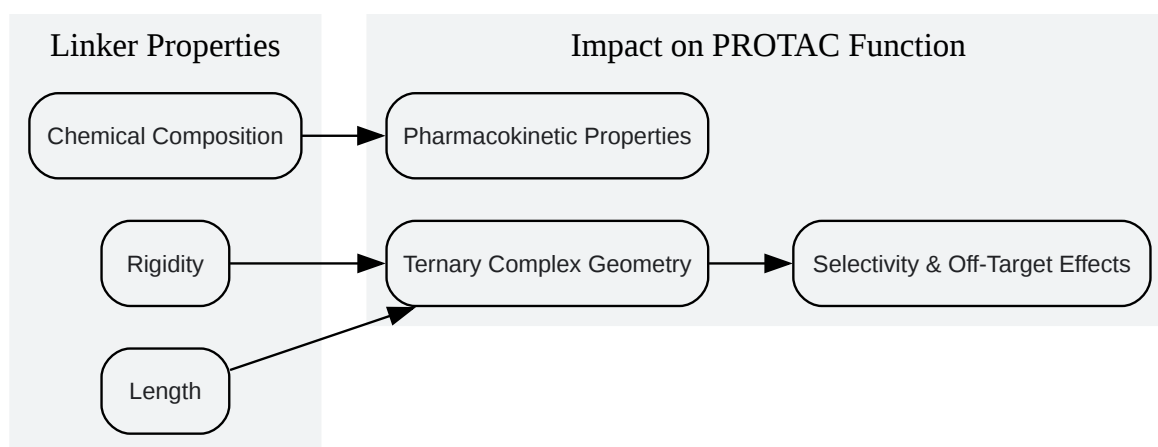 Linker Properties
Impact on PROTAC Function
Chemical Composition
Pharmacokinetic Properties
Rigidity
Ternary Complex Geometry
Selectivity & Off-Target Effects
Length